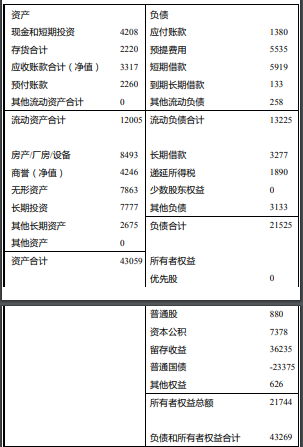 资产 负债
现金和短期投资 4208 应付账款 1380
存货合计 2220 预提费用 5535
应收账款合计（净值） 3317 短期借款 5919
预付账款 2260 到期长期借款 133
其他流动资产合计 0 其他流动负债 258
流动资产合计 12005 流动负债合计 13225
房产/厂房/设备 8493 长期借款 3277
商誉（净值） 4246 递延所得税 1890
无形资产 7863 少数股东权益 0
长期投资 7777 其他负债 3133
其他长期资产 2675 负债合计 21525
其他资产 0
资产合计 43059 所有者权益
优先股 0
普通股 880
资本公积 7378
留存收益 36235
普通国债 -23375
其他权益 626
所有者权益总额 21744
负债和所有者权益合计 43269